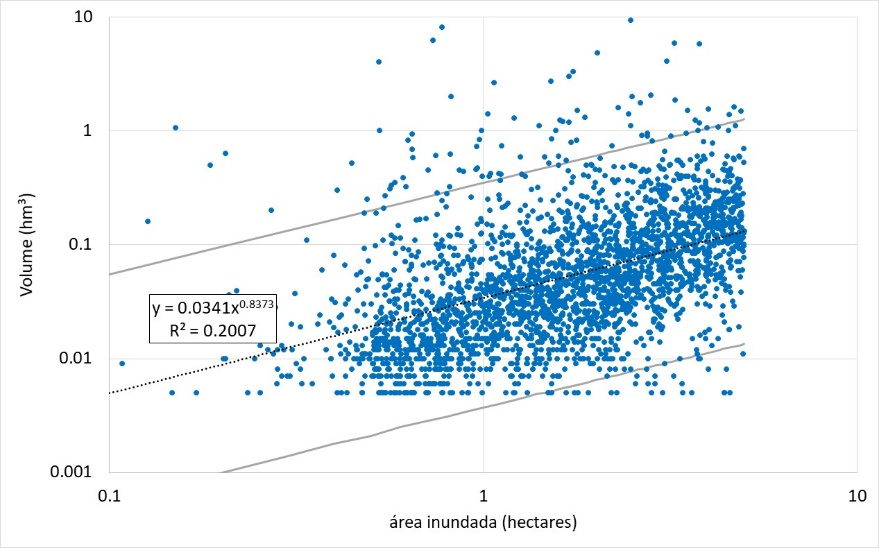 10
1
0.1
0.01
0.001
Volume (hm³)
y = 0.0341x^0.8373
R² = 0.2007
0.1 1 10
área inundada (hectares)